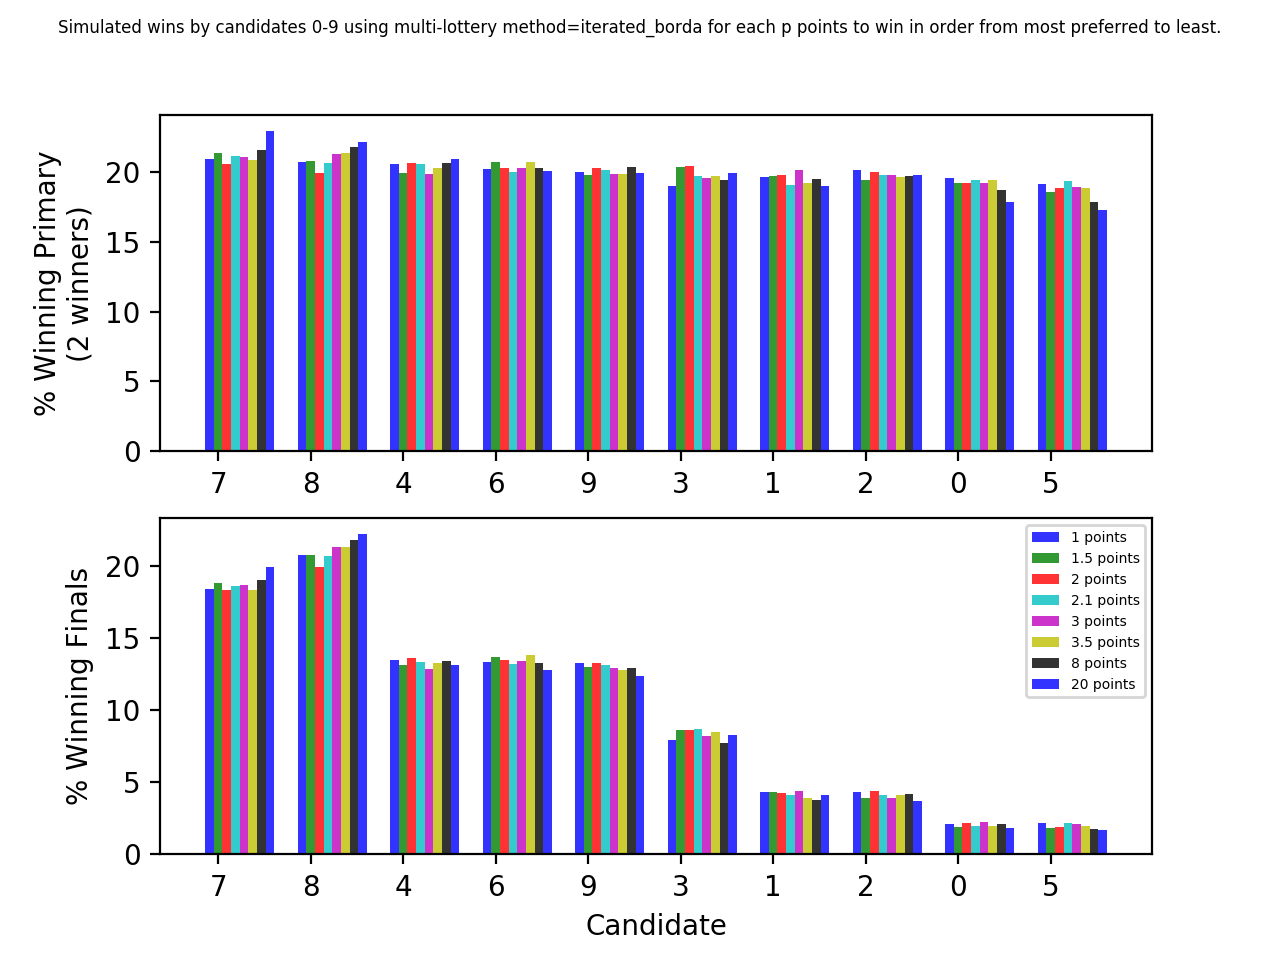 Simulated wins by candidates 0-9 using multi-lottery method=iterated_borda for each p points to win in order from most preferred to least.
% Winning Primary
(2 winners)
20
15
10
5
0
7 8 4 6 9 3 1 2 0 5
% Winning Finals
20
15
10
5
0
1 points
1.5 points
2 points
2.1 points
3 points
3.5 points
8 points
20 points
7 8 4 6 9 3 1 2 0 5
Candidate